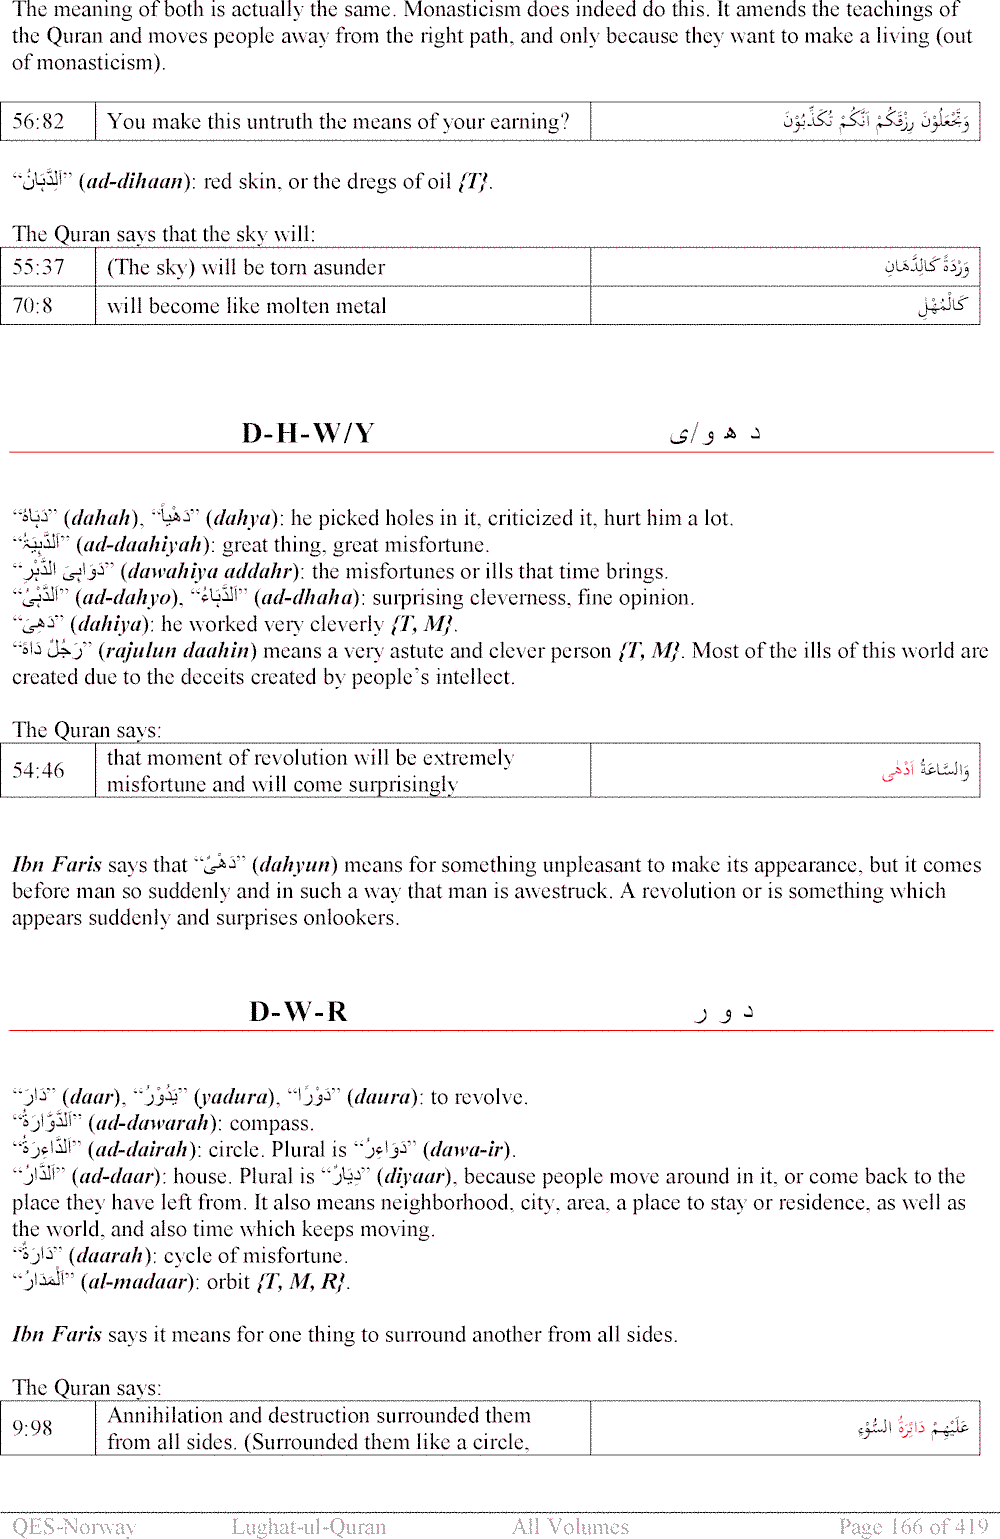 The meaning of both is actually the same. Monasticism does indeed do this. It amends the teachings of
the Quran and moves people away from the right path, and only because they want to make a living (out
of monasticism).
56:82 You make this untruth the means of your earning? وَتَجْعَلُوْنَ رِزْقَكُمْ اَنَّكُمْ تُكَذِّبُوْنَ
“اَلدِّہَانُ” (ad-dihaan): red skin, or the dregs of oil {T}.
The Quran says that the sky will:
55:37 (The sky) will be torn asunder وَرْدَةً كَالدِّهَانِ
70:8 will become like molten metal كَالْمُهْلِ
D-H-W/Y د ھ و/ی
“دَہَاہُ” (dahah), “دَھْیاً” (dahya): he picked holes in it, criticized it, hurt him a lot.
“اَلدَّاہِیَۃُ” (ad-daahiyah): great thing, great misfortune.
“دَوَاہِیَ الدَّہْرِ” (dawahiya addahr): the misfortunes or ills that time brings.
“اَلدَّہْیُ” (ad-dahyo), “اَلدَّہَاءُ” (ad-dhaha): surprising cleverness, fine opinion.
“دَھِیَ” (dahiya): he worked very cleverly {T, M}.
“رَجُلٌ دَاہٍ” (rajulun daahin) means a very astute and clever person {T, M}. Most of the ills of this world are
created due to the deceits created by people’s intellect.
The Quran says:
54:46 that moment of revolution will be extremely وَالسَّاعَةُ اَدْهٰى
misfortune and will come surprisingly
Ibn Faris says that “دَھْیٌ” (dahyun) means for something unpleasant to make its appearance, but it comes
before man so suddenly and in such a way that man is awestruck. A revolution or is something which
appears suddenly and surprises onlookers.
D-W-R د و ر
“دَارَ” (daar), “یَدُوْرُ” (yadura), “دَوْرًا” (daura): to revolve.
“اَلدَّوَّارَۃُ” (ad-dawarah): compass.
“اَلدَّاءِرَۃُ” (ad-dairah): circle. Plural is “دَوَاءِرُ” (dawa-ir).
“اَلدَّارُ” (ad-daar): house. Plural is “دِیَارٌ” (diyaar), because people move around in it, or come back to the
place they have left from. It also means neighborhood, city, area, a place to stay or residence, as well as
the world, and also time which keeps moving.
“دَارَۃٌ” (daarah): cycle of misfortune.
“اَلْمَدَارُ” (al-madaar): orbit {T, M, R}.
Ibn Faris says it means for one thing to surround another from all sides.
The Quran says:
9:98 Annihilation and destruction surrounded them عَلَيْهِمْ دَائِرَةُ السُّوْءِ
from all sides. (Surrounded them like a circle,
QES-Norway Lughat-ul-Quran All Volumes Page 166 of 419